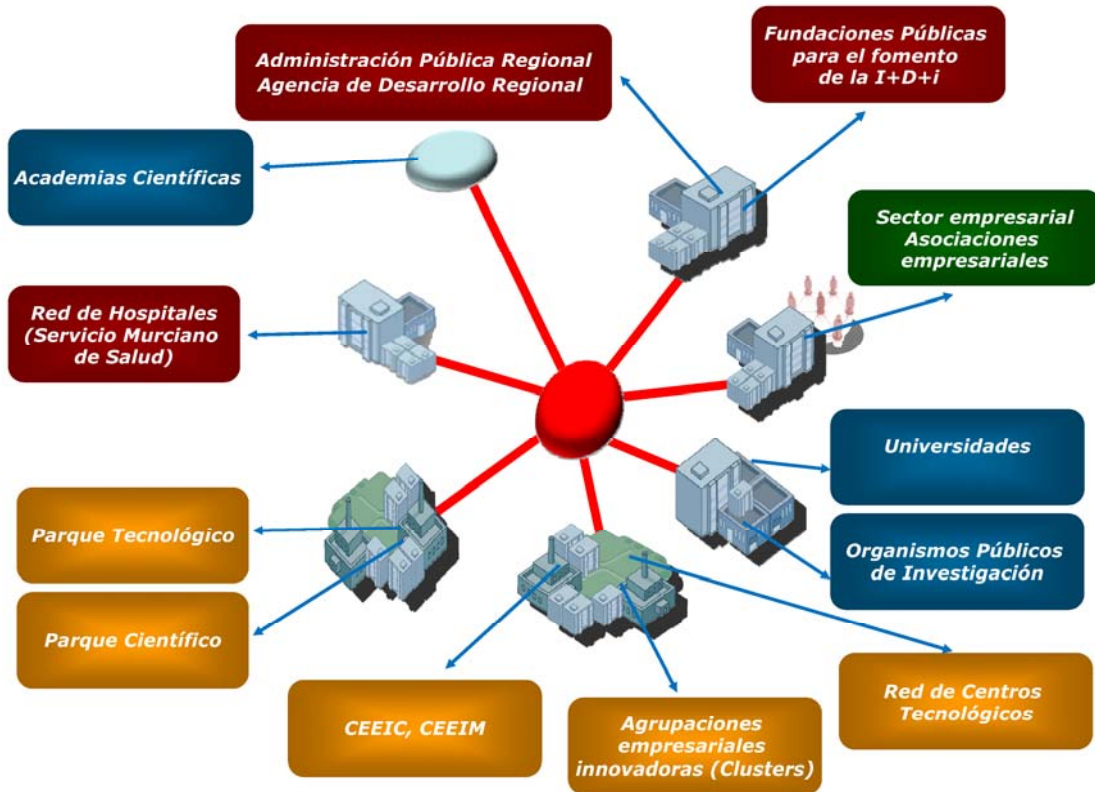 Administración Pública Regional
Agencia de Desarrollo Regional
Fundaciones Públicas
para el fomento
de la I+D+i
Academias Científicas
Sector empresarial
Asociaciones
empresariales
Red de Hospitales
(Servicio Murciano
de Salud)
Universidades
Parque Tecnológico
Organismos Públicos
de Investigación
Parque Científico
CEEIC, CEEIM
Agrupaciones
empresariales
innovadoras (Clusters)
Red de Centros
Tecnológicos